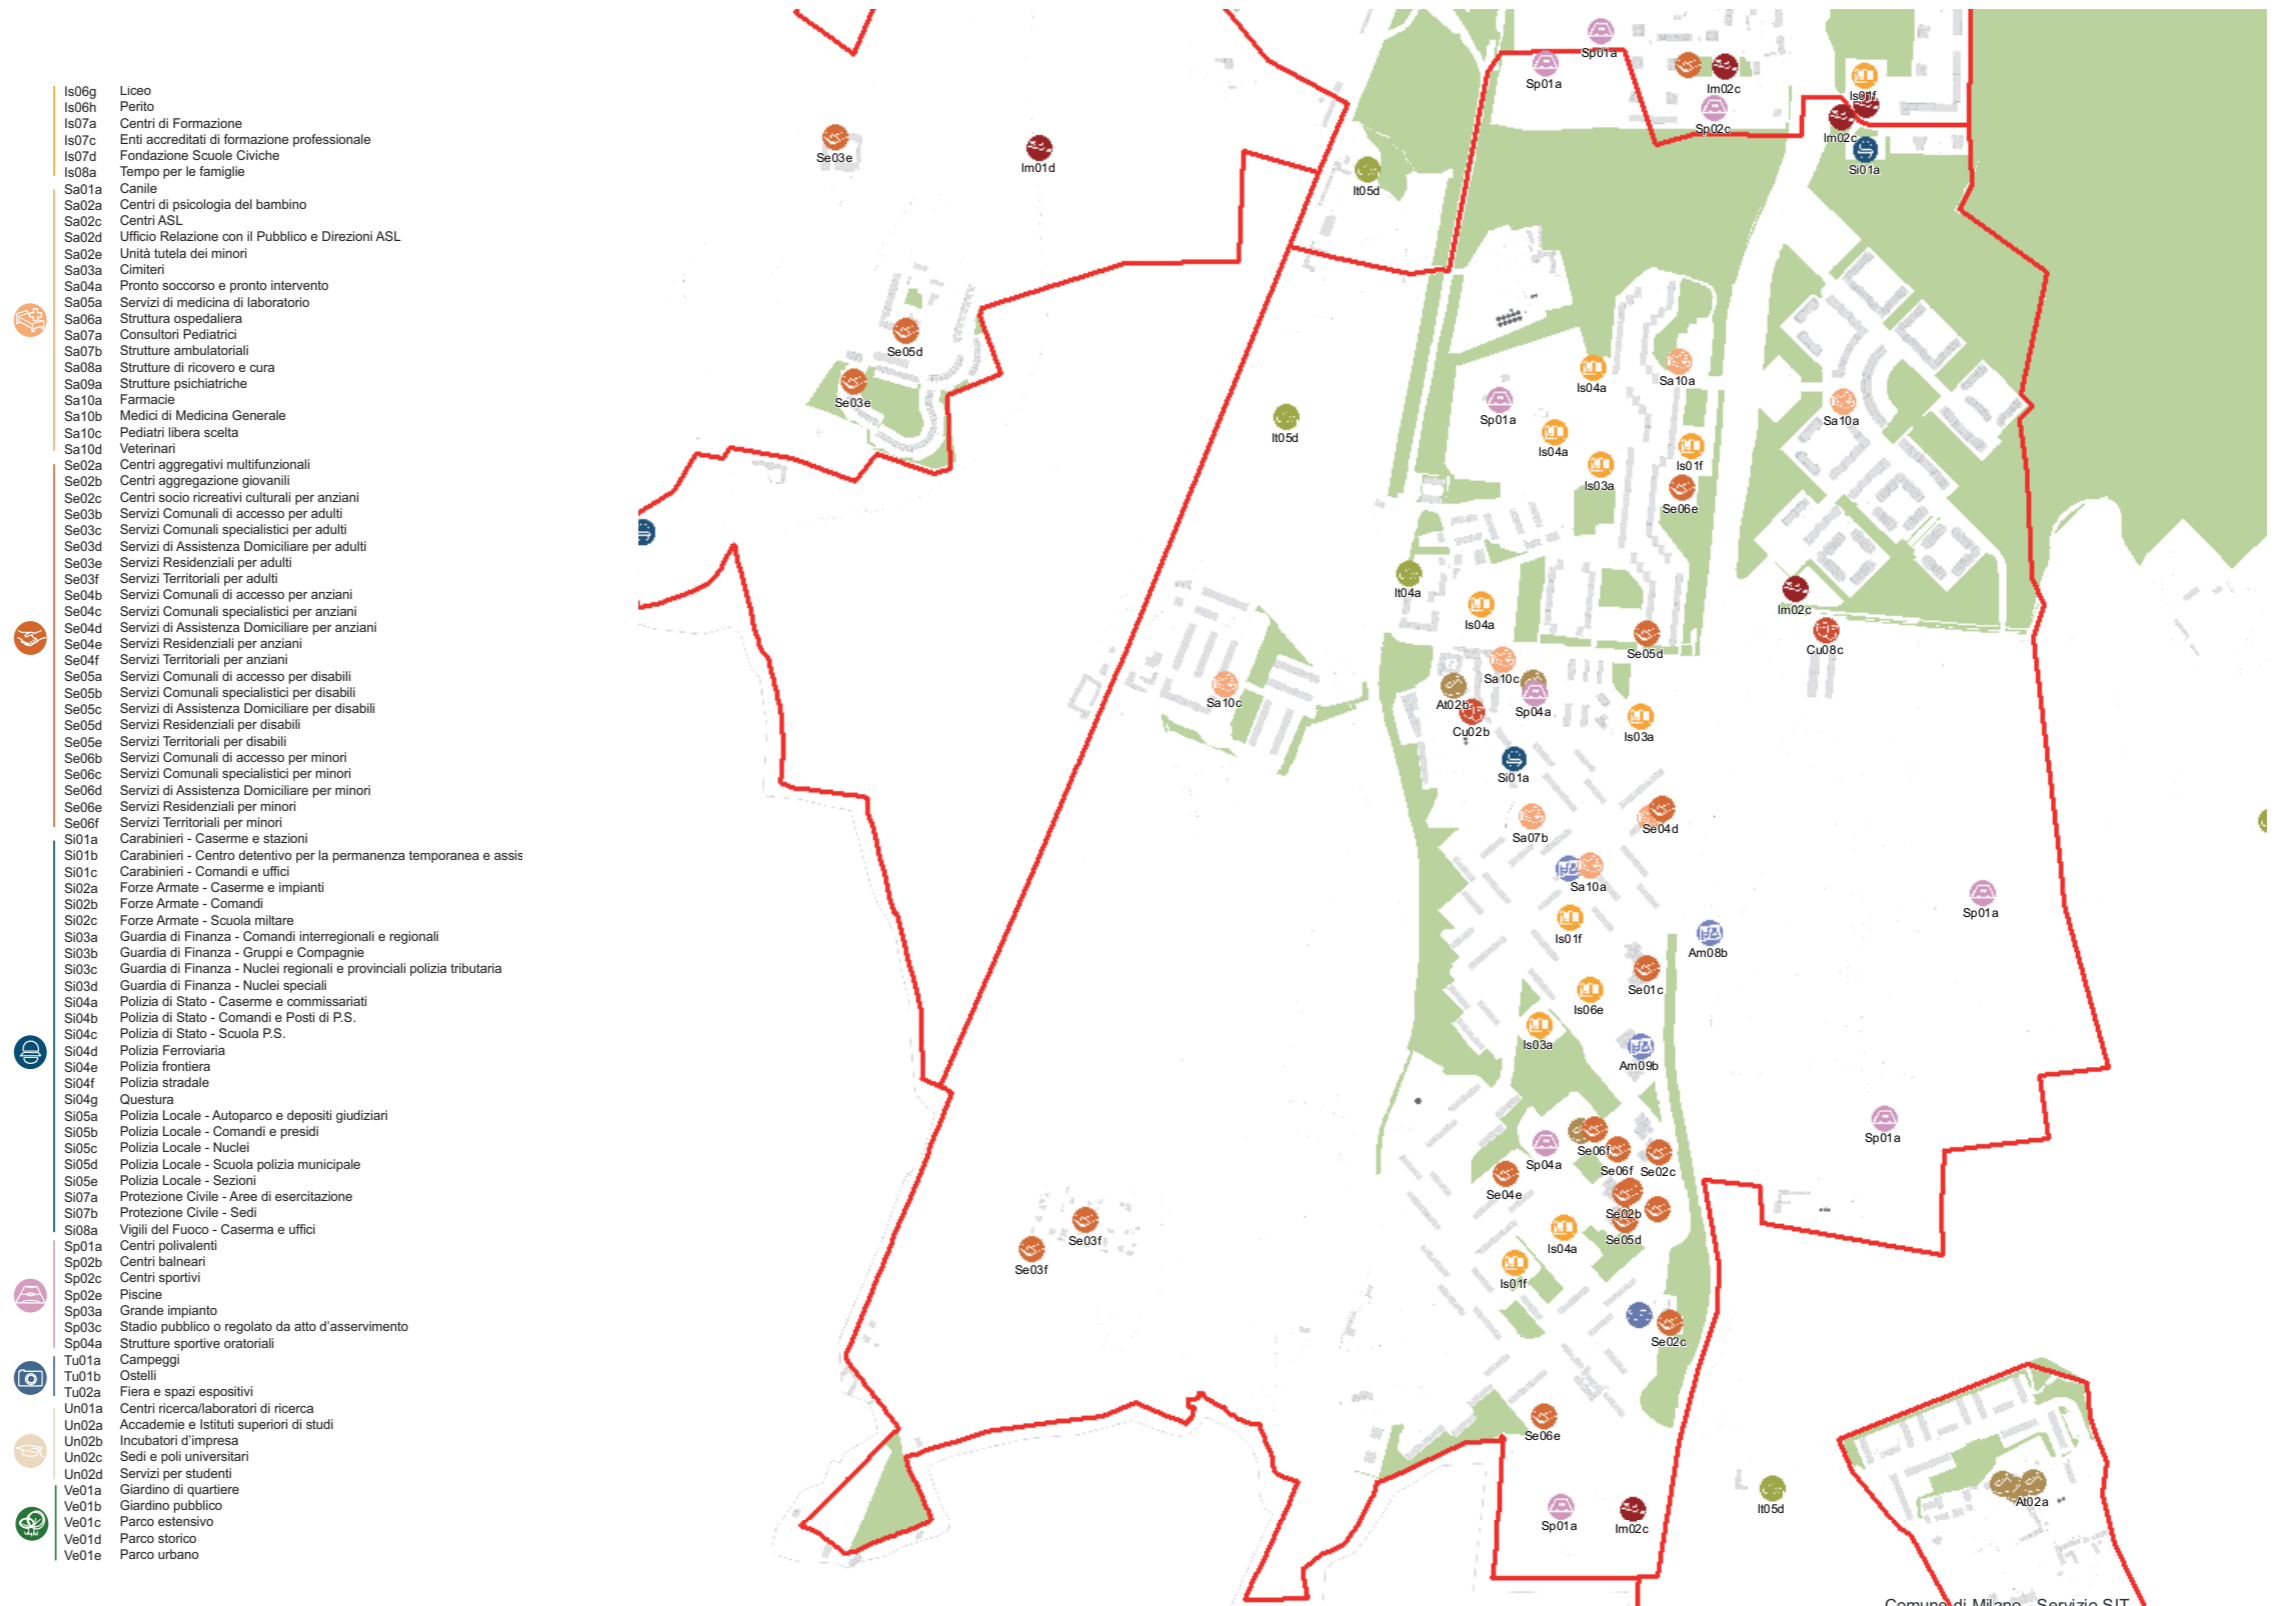 Is06g Liceo
Is06h Perito
Is07a Centri di Formazione
Is07c Enti accreditati di formazione professionale
Is07d Fondazione Scuole Civiche
Is08a Tempo per le famiglie
Sa01a Canile
Sa02a Centri di psicologia del bambino
Sa02c Centri ASL
Sa02d Ufficio Relazione con il Pubblico e Direzioni ASL
Sa02e Unità tutela dei minori
Sa03a Cimiteri
Sa04a Pronto soccorso e pronto intervento
Sa05a Servizi di medicina di laboratorio
Sa06a Struttura ospedaliera
Sa07a Consultori Pediatrici
Sa07b Strutture ambulatoriali
Sa08a Strutture di ricovero e cura
Sa09a Strutture psichiatriche
Sa10a Farmacie
Sa10b Medici di Medicina Generale
Sa10c Pediatri libera scelta
Sa10d Veterinari
Se02a Centri aggregativi multifunzionali
Se02b Centri aggregazione giovanili
Se02c Centri socio ricreativi culturali per anziani
Se03b Servizi Comunali di accesso per adulti
Se03c Servizi Comunali specialistici per adulti
Se03d Servizi di Assistenza Domiciliare per adulti
Se03e Servizi Residenziali per adulti
Se03f Servizi Territoriali per adulti
Se04b Servizi Comunali di accesso per anziani
Se04c Servizi Comunali specialistici per anziani
Se04d Servizi di Assistenza Domiciliare per anziani
Se04e Servizi Residenziali per anziani
Se04f Servizi Territoriali per anziani
Se05a Servizi Comunali di accesso per disabili
Se05b Servizi Comunali specialistici per disabili
Se05c Servizi di Assistenza Domiciliare per disabili
Se05d Servizi Residenziali per disabili
Se05e Servizi Territoriali per disabili
Se06b Servizi Comunali di accesso per minori
Se06c Servizi Comunali specialistici per minori
Se06d Servizi di Assistenza Domiciliare per minori
Se06e Servizi Residenziali per minori
Se06f Servizi Territoriali per minori
Si01a Carabinieri - Caserme e stazioni
Si01b Carabinieri - Centro detentivo per la permanenza temporanea e assis
Si01c Carabinieri - Comandi e uffici
Si02a Forze Armate - Caserme e impianti
Si02b Forze Armate - Comandi
Si02c Forze Armate - Scuola miltare
Si03a Guardia di Finanza - Comandi interregionali e regionali
Si03b Guardia di Finanza - Gruppi e Compagnie
Si03c Guardia di Finanza - Nuclei regionali e provinciali polizia tributaria
Si03d Guardia di Finanza - Nuclei speciali
Si04a Polizia di Stato - Caserme e commissariati
Si04b Polizia di Stato - Comandi e Posti di P.S.
Si04c Polizia di Stato - Scuola P.S.
Si04d Polizia Ferroviaria
Si04e Polizia frontiera
Si04f Polizia stradale
Si04g Questura
Si05a Polizia Locale - Autoparco e depositi giudiziari
Si05b Polizia Locale - Comandi e presidi
Si05c Polizia Locale - Nuclei
Si05d Polizia Locale - Scuola polizia municipale
Si05e Polizia Locale - Sezioni
Si07a Protezione Civile - Aree di esercitazione
Si07b Protezione Civile - Sedi
Si08a Vigili del Fuoco - Caserma e uffici
Sp01a Centri polivalenti
Sp02b Centri balneari
Sp02c Centri sportivi
Sp02e Piscine
Sp03a Grande impianto
Sp03c Stadio pubblico o regolato da atto d'asservimento
Sp04a Strutture sportive oratoriali
Tu01a Campeggi
Tu01b Ostelli
Tu02a Fiera e spazi espositivi
Un01a Centri ricerca/laboratori di ricerca
Un02a Accademie e Istituti superiori di studi
Un02b Incubatori d'impresa
Un02c Sedi e poli universitari
Un02d Servizi per studenti
Ve01a Giardino di quartiere
Ve01b Giardino pubblico
Ve01c Parco estensivo
Ve01d Parco storico
Ve01e Parco urbano
Sp01a
Sp01a
Im02c
Is01f
Sp02c
Im02c
Si01a
Se03e
Im01d
It05d
Se05d
Se03e
It05d
Is04a
Sa10a
Sp01a
Sa10a
Is04a
Is01f
Is03a
Se06e
It04a
Is04a
Im02c
Se05d
Cu08c
Sa10c
Sa10c
At02b
Sp04a
Cu02b
Is03a
Si01a
Sa07b
Se04d
Sa10a
Sp01a
Is01f
Am08b
Se01c
Is06e
Is03a
Am09b
Sp01a
Se06f
Sp04a
Se06f
Se02c
Se04e
Se02b
Se03f
Se05d
Is04a
Se03f
Is01f
Se02c
Se06e
At02a
It05d
Sp01a
Im02c
Comune di Milano - Servizio SIT